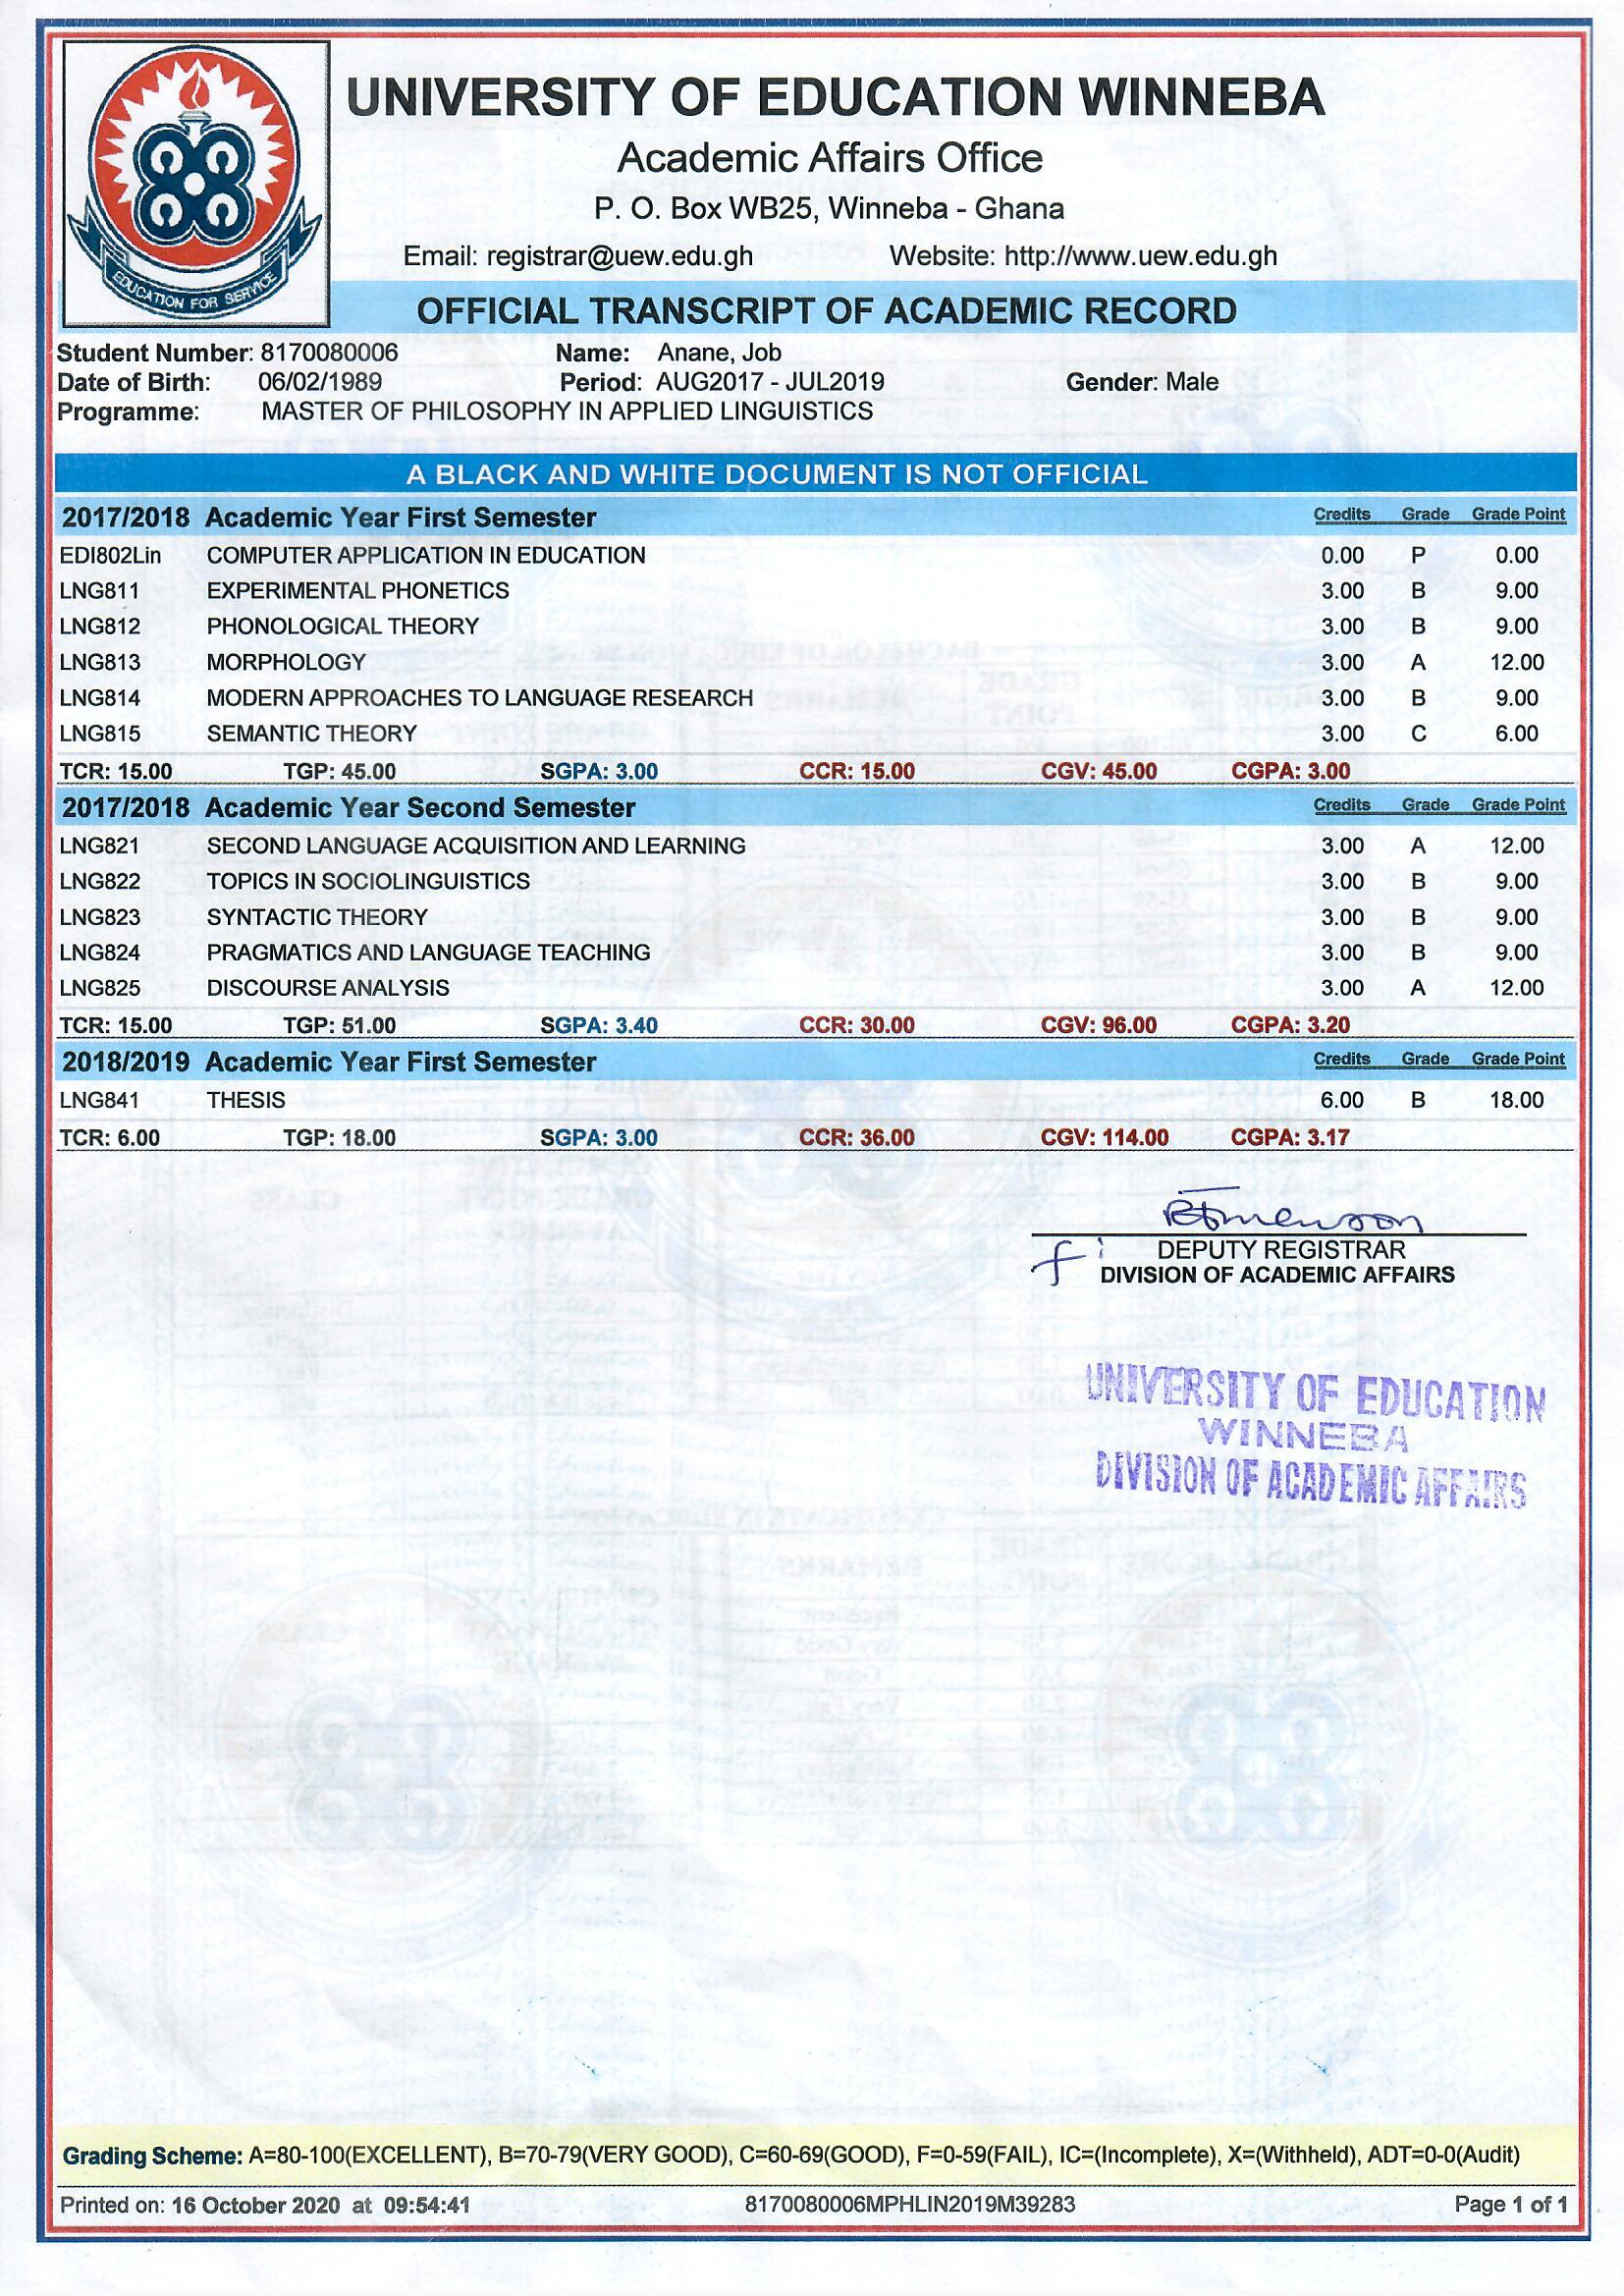 UNIVERSITY OF EDUCATION WINNEBA
Academic Affairs Office
P. O. Box WB25, Winneba - Ghana
Email: registrar@uew.edu.gh Website: http://www.uew.edu.gh
EDUCATION FOR SERVICE
OFFICIAL TRANSCRIPT OF ACADEMIC RECORD
Student Number: 8170080006 Name: Anane, Job
Date of Birth: 06/02/1989 Period: AUG2017 - JUL2019 Gender: Male
Programme: MASTER OF PHILOSOPHY IN APPLIED LINGUISTICS
A BLACK AND WHITE DOCUMENT IS NOT OFFICIAL
2017/2018 Academic Year First Semester Credits Grade Grade Point
EDI802Lin COMPUTER APPLICATION IN EDUCATION 0.00 P 0.00
LNG811 EXPERIMENTAL PHONETICS 3.00 B 9.00
LNG812 PHONOLOGICAL THEORY 3.00 B 9.00
LNG813 MORPHOLOGY 3.00 A 12.00
LNG814 MODERN APPROACHES TO LANGUAGE RESEARCH 3.00 B 9.00
LNG815 SEMANTIC THEORY 3.00 C 6.00
TCR: 15.00 TGP: 45.00 SGPA: 3.00 CCR: 15.00 CGV: 45.00 CGPA: 3.00
2017/2018 Academic Year Second Semester Credits Grade Grade Point
LNG821 SECOND LANGUAGE ACQUISITION AND LEARNING 3.00 A 12.00
LNG822 TOPICS IN SOCIOLINGUISTICS 3.00 B 9.00
LNG823 SYNTACTIC THEORY 3.00 B 9.00
LNG824 PRAGMATICS AND LANGUAGE TEACHING 3.00 B 9.00
LNG825 DISCOURSE ANALYSIS 3.00 A 12.00
TCR: 15.00 TGP: 51.00 SGPA: 3.40 CCR: 30.00 CGV: 96.00 CGPA: 3.20
2018/2019 Academic Year First Semester Credits Grade Grade Point
LNG841 THESIS 6.00 B 18.00
TCR: 6.00 TGP: 18.00 SGPA: 3.00 CCR: 36.00 CGV: 114.00 CGPA: 3.17
DEPUTY REGISTRAR
DIVISION OF ACADEMIC AFFAIRS
UNIVERSITY OF EDUCATION
WINNEBA
DIVISION OF ACADEMIC AFFAIRS
Grading Scheme: A=80-100(EXCELLENT), B=70-79(VERY GOOD), C=60-69(GOOD), F=0-59(FAIL), IC=(Incomplete), X=(Withheld), ADT=0-0(Audit)
Printed on: 16 October 2020 at 09:54:41 8170080006MPHLIN2019M39283 Page 1 of 1